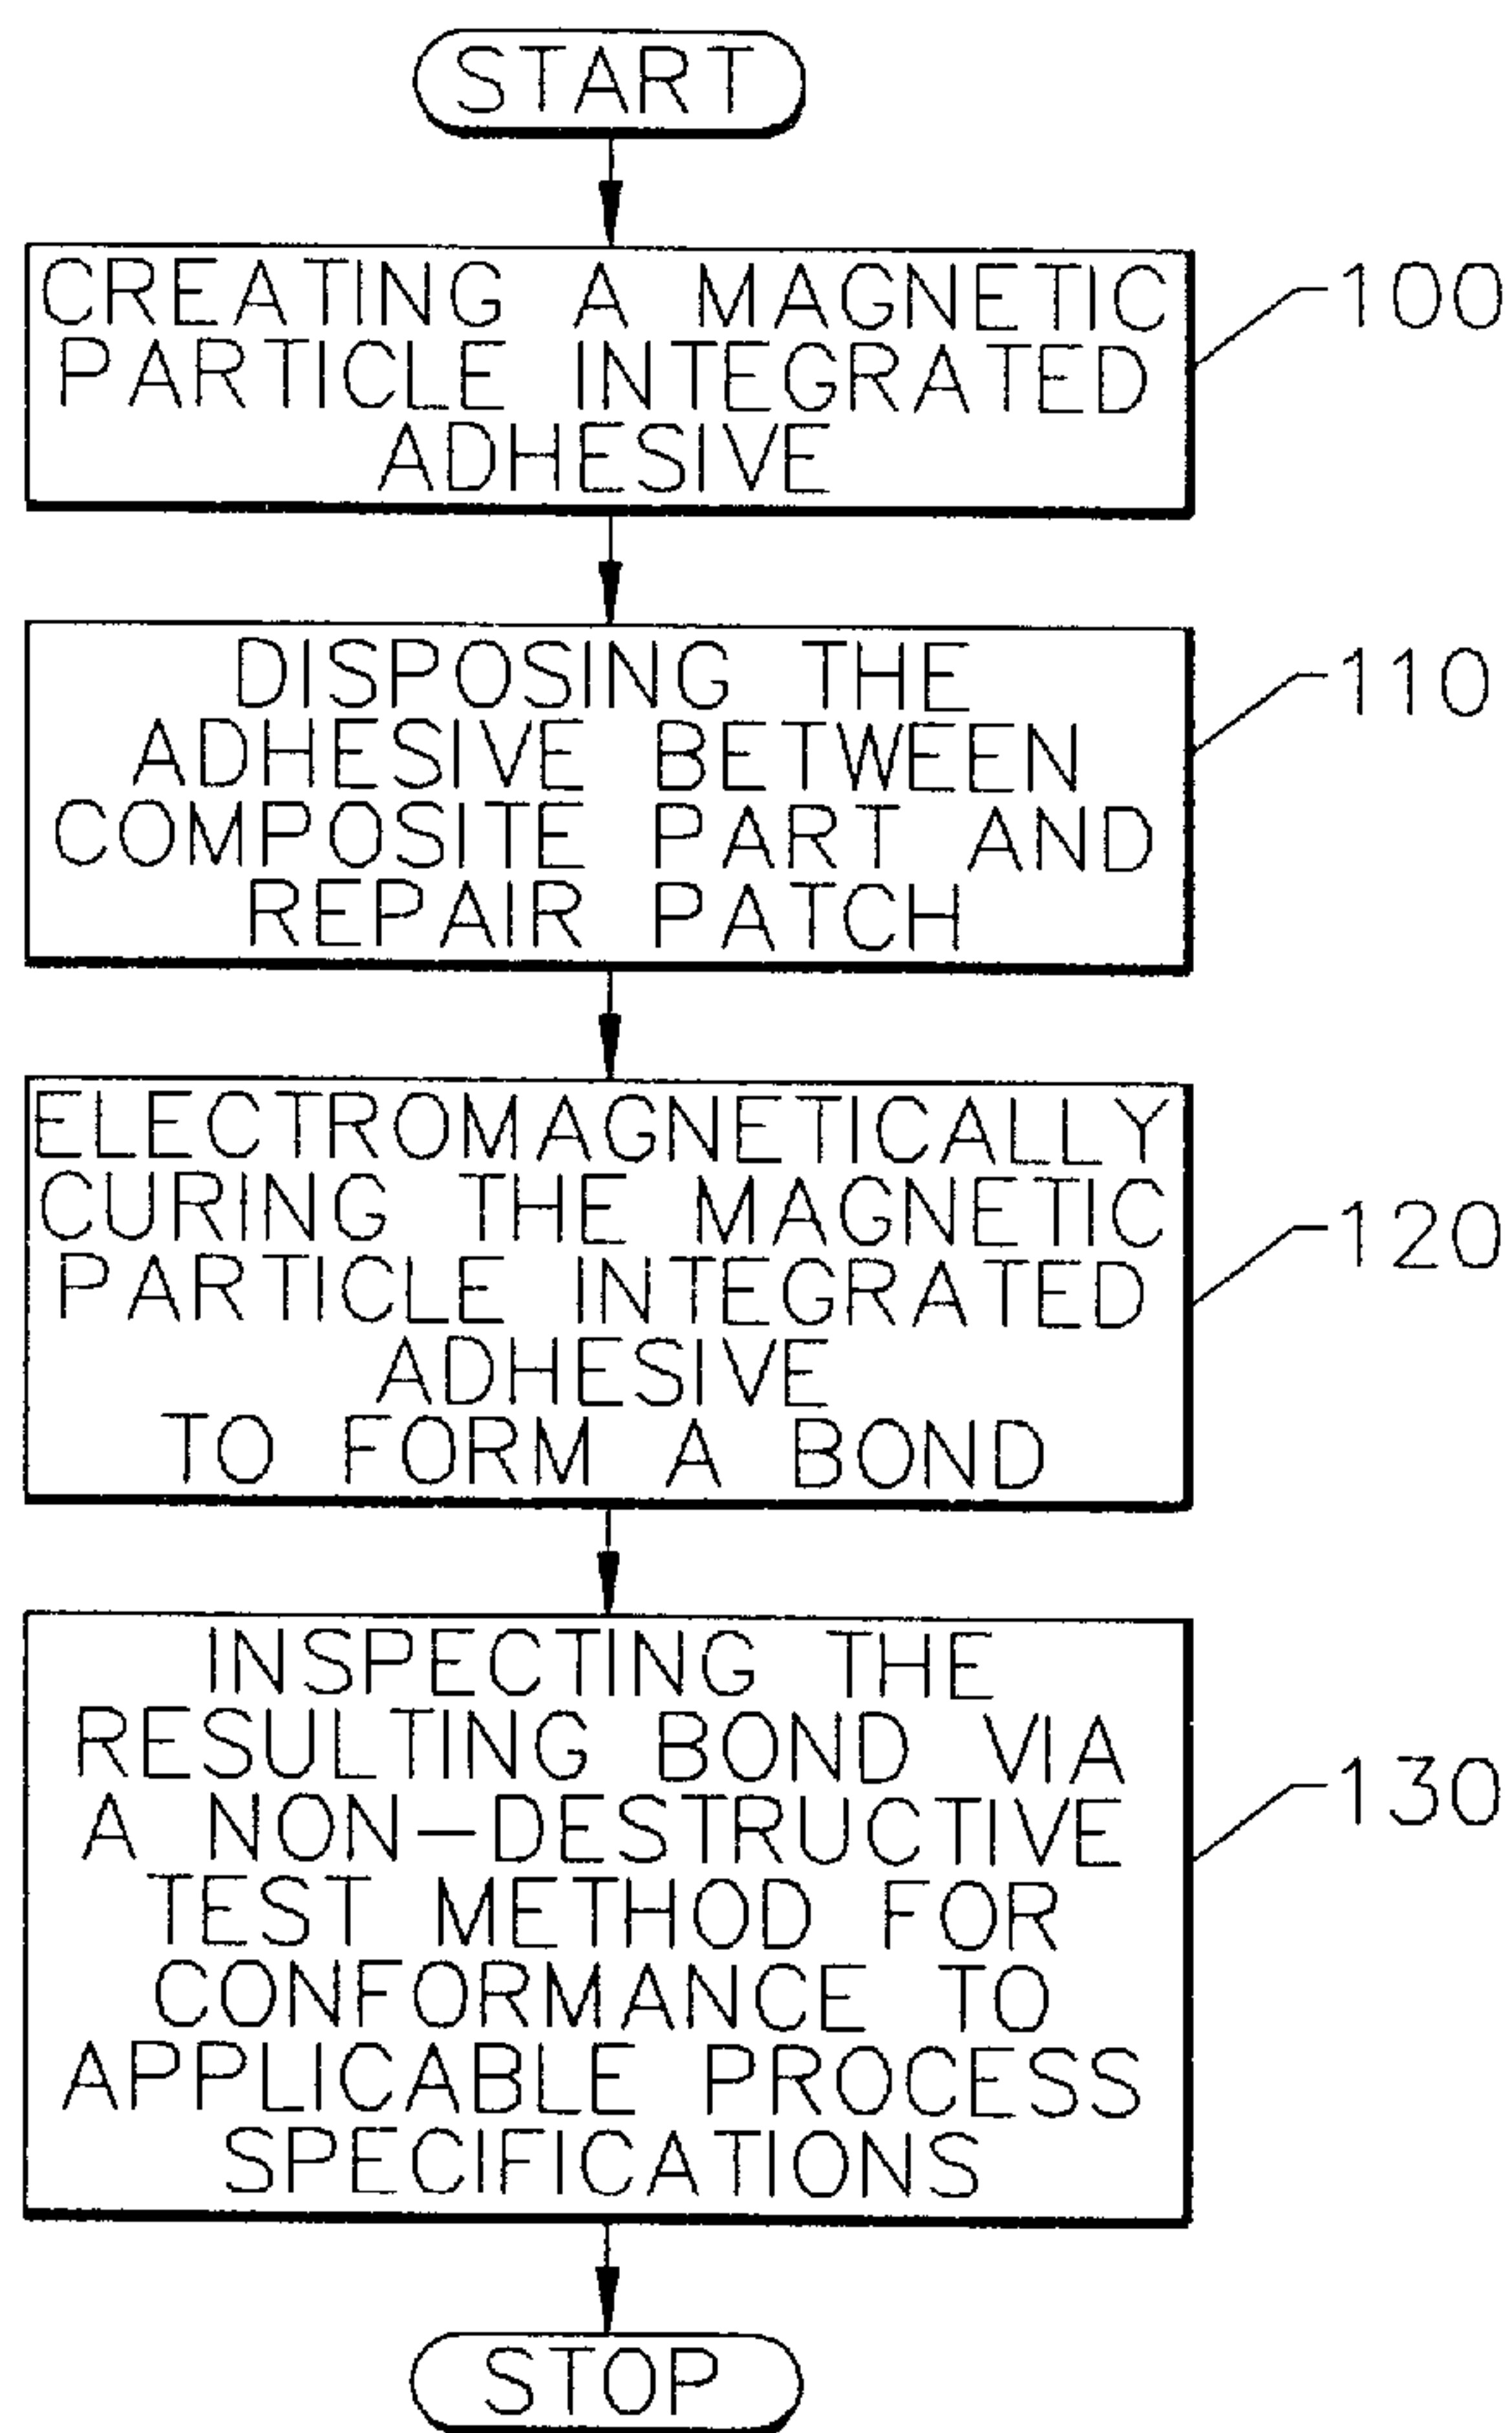 START
CREATING A MAGNETIC
PARTICLE INTEGRATED
ADHESIVE
100
DISPOSING THE
ADHESIVE BETWEEN
COMPOSITE PART AND
REPAIR PATCH
110
ELECTROMAGNETICALLY
CURING THE MAGNETIC
PARTICLE INTEGRATED
ADHESIVE
TO FORM A BOND
120
INSPECTING THE
RESULTING BOND VIA
A NON-DESTRUCTIVE
TEST METHOD FOR
CONFORMANCE TO
APPLICABLE PROCESS
SPECIFICATIONS
130
STOP